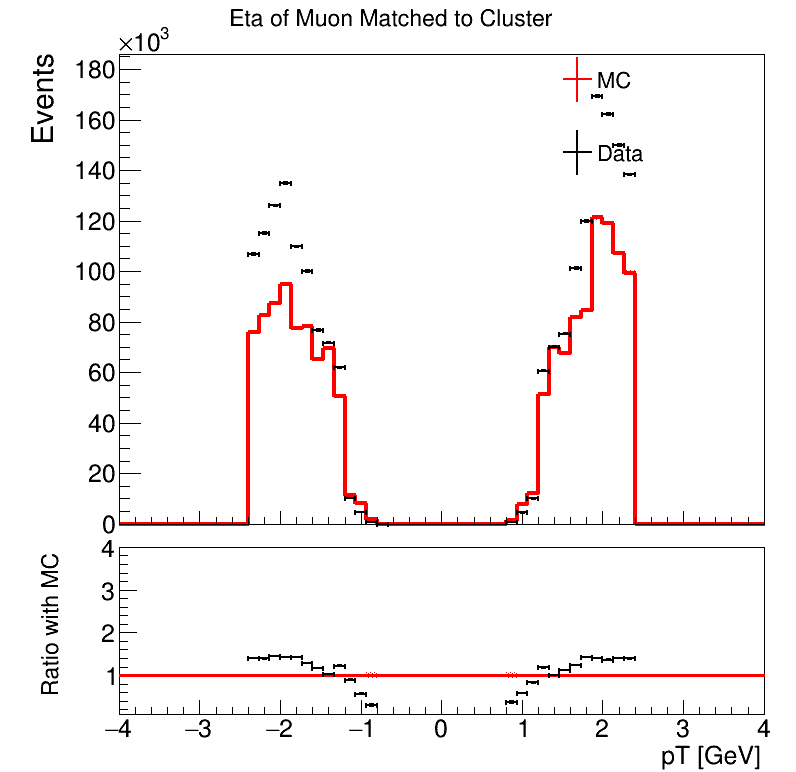 Eta of Muon Matched to Cluster
×10³
Events
180
160
140
120
100
80
60
40
20
0
MC
Data
Ratio with MC
4
3
2
1
−4 −3 −2 −1 0 1 2 3 4
pT [GeV]